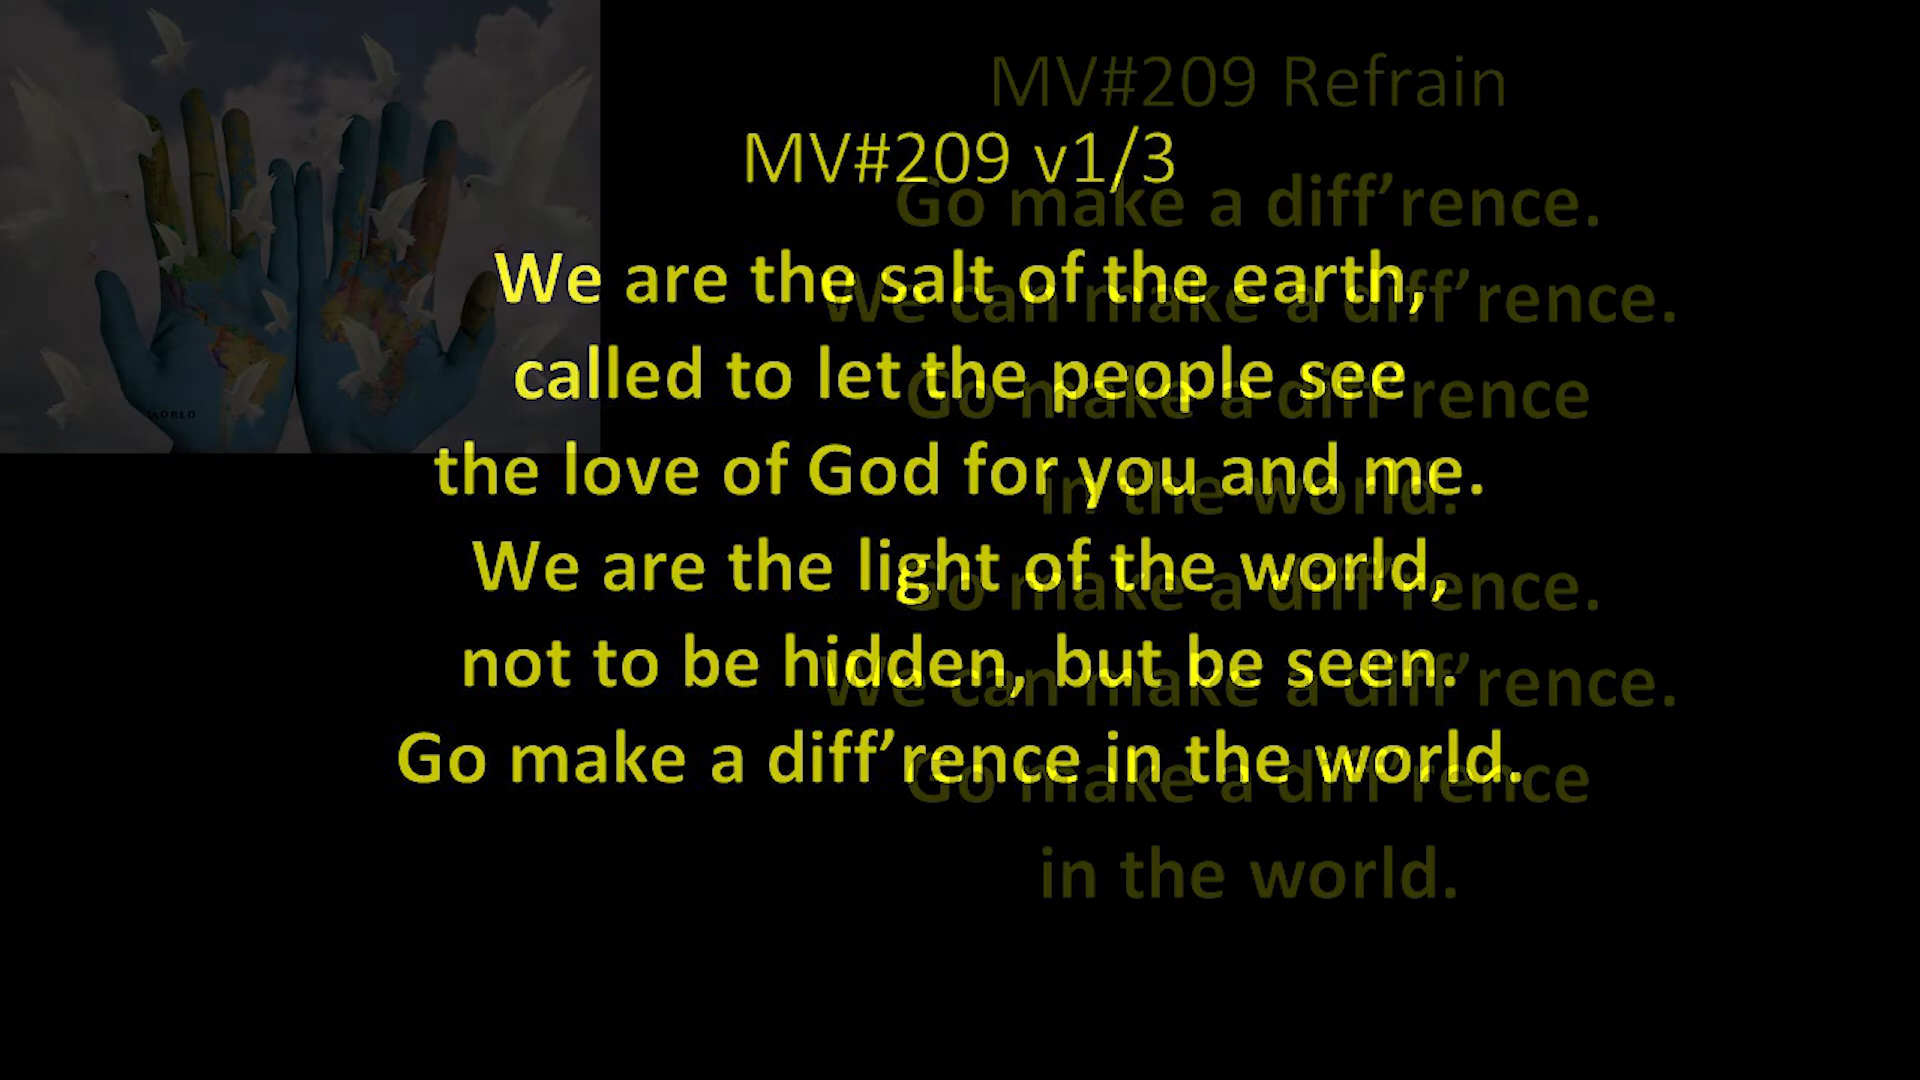 MV#209 Refrain
Go make a diff’rence.
We can make a diff’rence.
Go make a diff’rence
in the world.
Go make a diff’rence.
We can make a diff’rence.
Go make a diff’rence
in the world.
MV#209 v1/3
We are the salt of the earth,
called to let the people see
the love of God for you and me.
We are the light of the world,
not to be hidden, but be seen.
Go make a diff’rence in the world.
WORLD